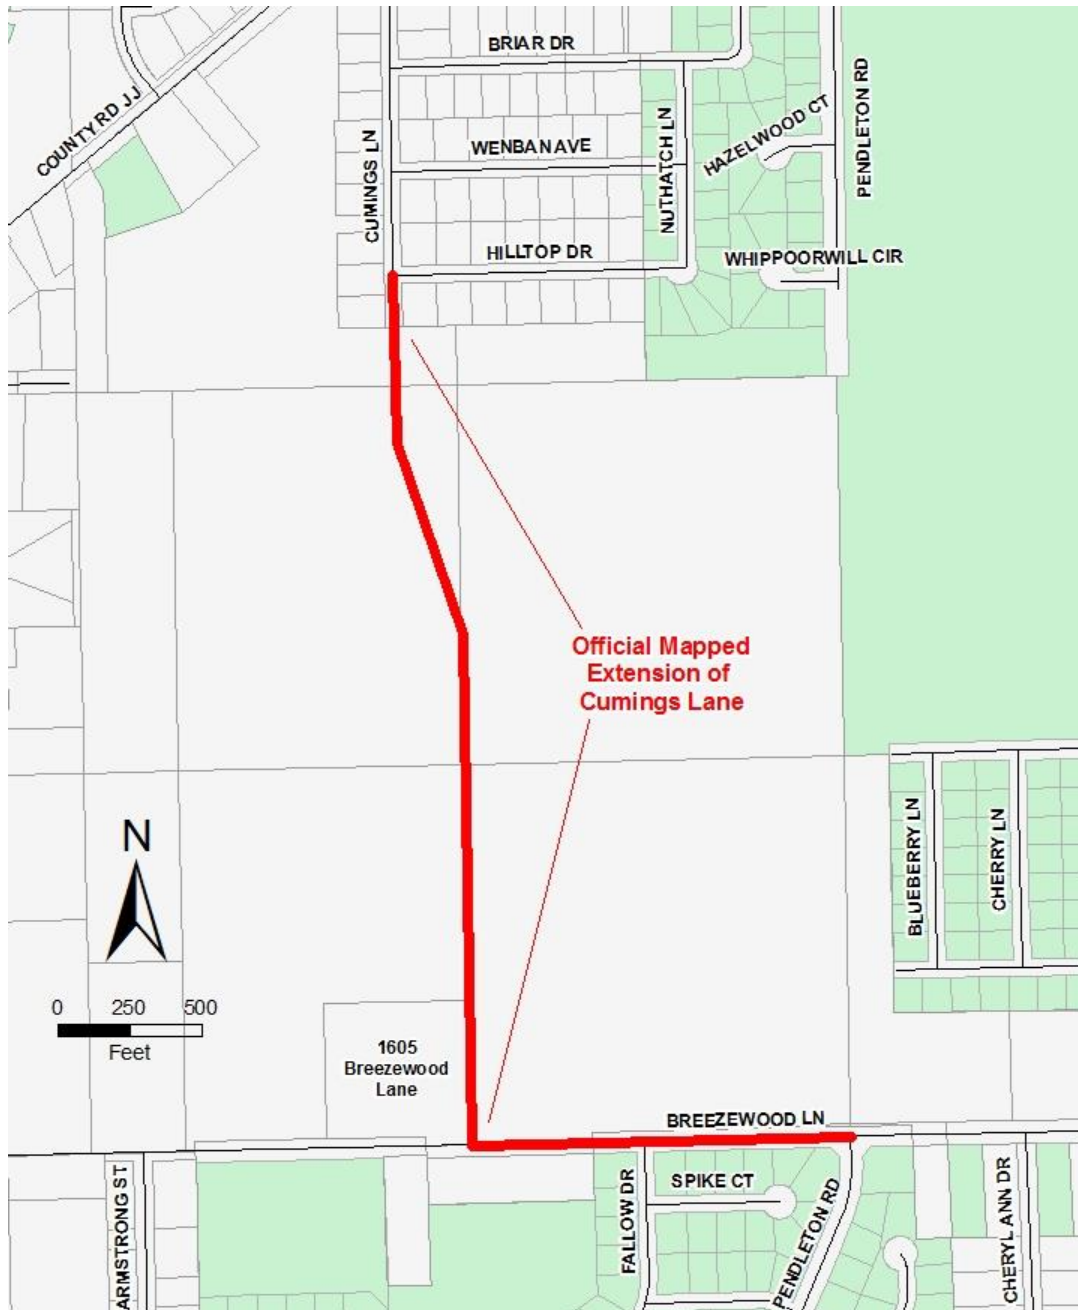 BRIAR DR
COUNTY RD JJ
CUMINGS LN
WENBAN AVE
NUTHATCH LN
HAZELWOOD CT
PENDLETON RD
HILLTOP DR
WHIPPOORWILL CIR
Official Mapped
Extension of
Cumings Lane
BLUEBERRY LN
CHERRY LN
N
0 250 500
Feet
1605
Breezewood
Lane
BREEZEWOOD LN
ARMSTRONG ST
FALLOW DR
SPIKE CT
PENDLETON RD
CHERYL ANN DR